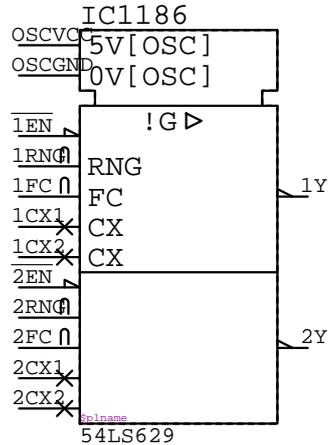 IC1186
OSCVCC
5V[OSC]
OSCGND
0V[OSC]
!G
1EN
1RNG
RNG
1FC
FC
1Y
1CX1
CX
1CX2
CX
2EN
2RNG
2FC
2Y
2CX1
2CX2
$plname
54LS629